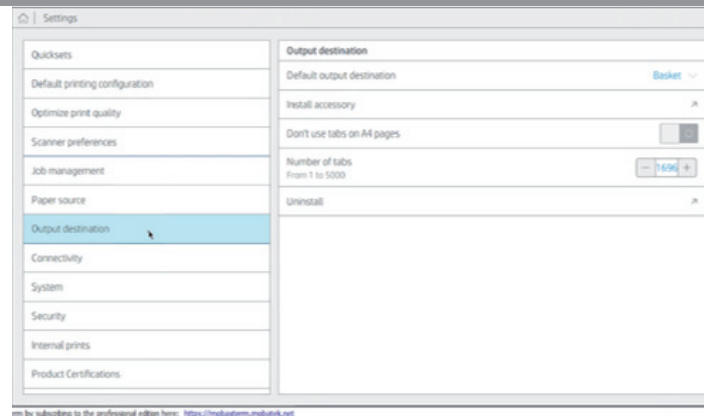 Settings
Quicksets
Default printing configuration
Optimize print quality
Scanner preferences
Job management
Paper source
Output destination
Connectivity
System
Security
Internal prints
Product Certifications
Output destination
Default output destination Basket
Install accessory
Don't use tabs on A4 pages
Number of tabs
From 1 to 5000
− 1696 +
Uninstall
rm by subscribing to the professional edition here: https://mobaxterm.mobatek.net